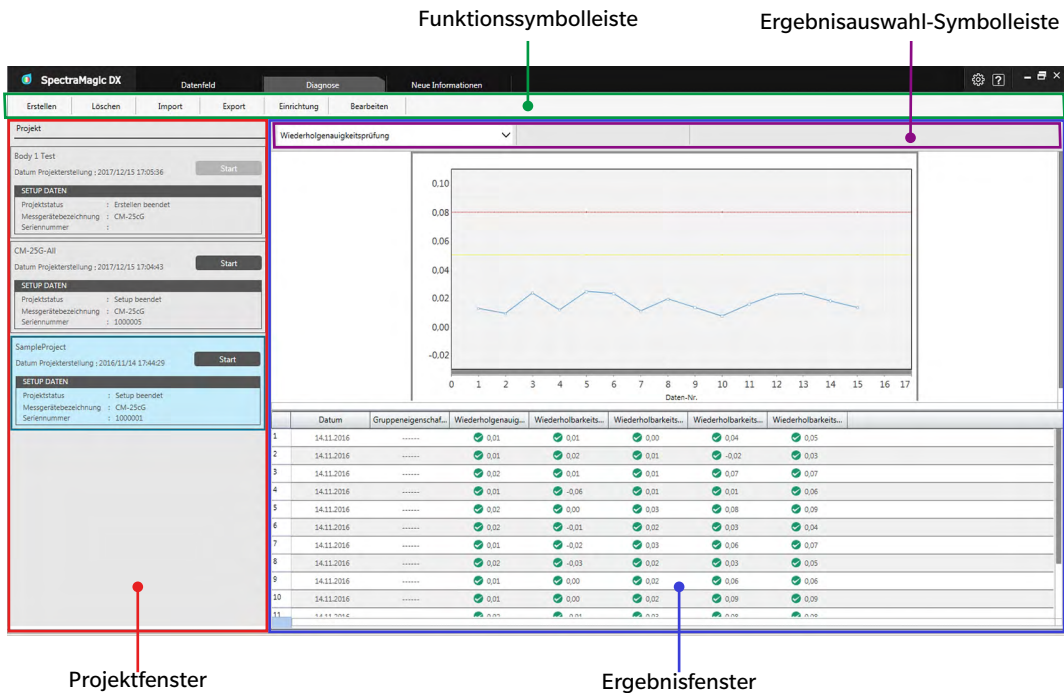 Funktionssymbolleiste
Ergebnisauswahl-Symbolleiste
SpectraMagic DX
Datenfeld
Diagnose
Neue Informationen
Erstellen
Löschen
Import
Export
Einrichtung
Bearbeiten
Projekt
Body 1 Test
Datum Projekterstellung : 2017/12/15 17:05:36
Start
SETUP DATEN
Projektstatus : Erstellen beendet
Messgerätebezeichnung : CM-25cG
Seriennummer :
CM-25G-All
Datum Projekterstellung : 2017/12/15 17:04:43
Start
SETUP DATEN
Projektstatus : Setup beendet
Messgerätebezeichnung : CM-25cG
Seriennummer : 1000005
SampleProject
Datum Projekterstellung : 2016/11/14 17:44:29
Start
SETUP DATEN
Projektstatus : Setup beendet
Messgerätebezeichnung : CM-25cG
Seriennummer : 1000001
Wiederholgenauigkeitsprüfung
0.10
0.08
0.06
0.04
0.02
0.00
-0.02
0 1 2 3 4 5 6 7 8 9 10 11 12 13 14 15 16 17
Daten-Nr.
Datum Gruppeneigenschaf... Wiederholgenauig... Wiederholbarkeits... Wiederholbarkeits... Wiederholbarkeits... Wiederholbarkeits...
1 14.11.2016 ------ 0,01 0,01 0,00 0,04 0,05
2 14.11.2016 ------ 0,01 0,02 0,01 -0,02 0,03
3 14.11.2016 ------ 0,02 0,01 0,01 0,07 0,07
4 14.11.2016 ------ 0,01 -0,06 0,01 0,01 0,06
5 14.11.2016 ------ 0,02 0,00 0,03 0,08 0,09
6 14.11.2016 ------ 0,02 -0,01 0,02 0,03 0,04
7 14.11.2016 ------ 0,01 -0,02 0,03 0,06 0,07
8 14.11.2016 ------ 0,02 -0,03 0,02 0,03 0,05
9 14.11.2016 ------ 0,01 0,00 0,02 0,06 0,06
10 14.11.2016 ------ 0,01 0,00 0,02 0,09 0,09
11
Projektfenster
Ergebnisfenster